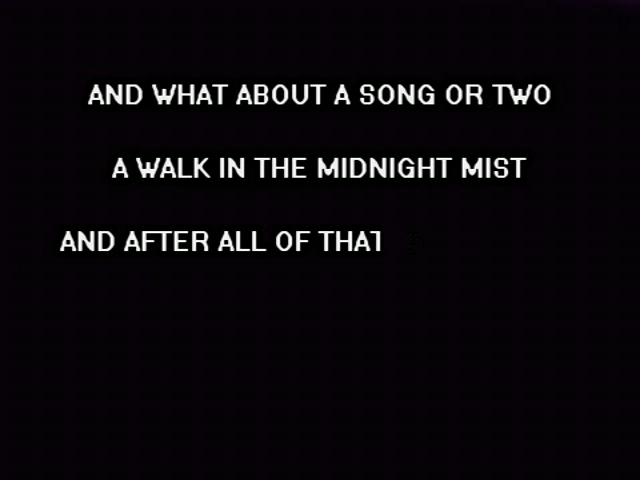 AND WHAT ABOUT A SONG OR TWO
A WALK IN THE MIDNIGHT MIST
AND AFTER ALL OF THAT